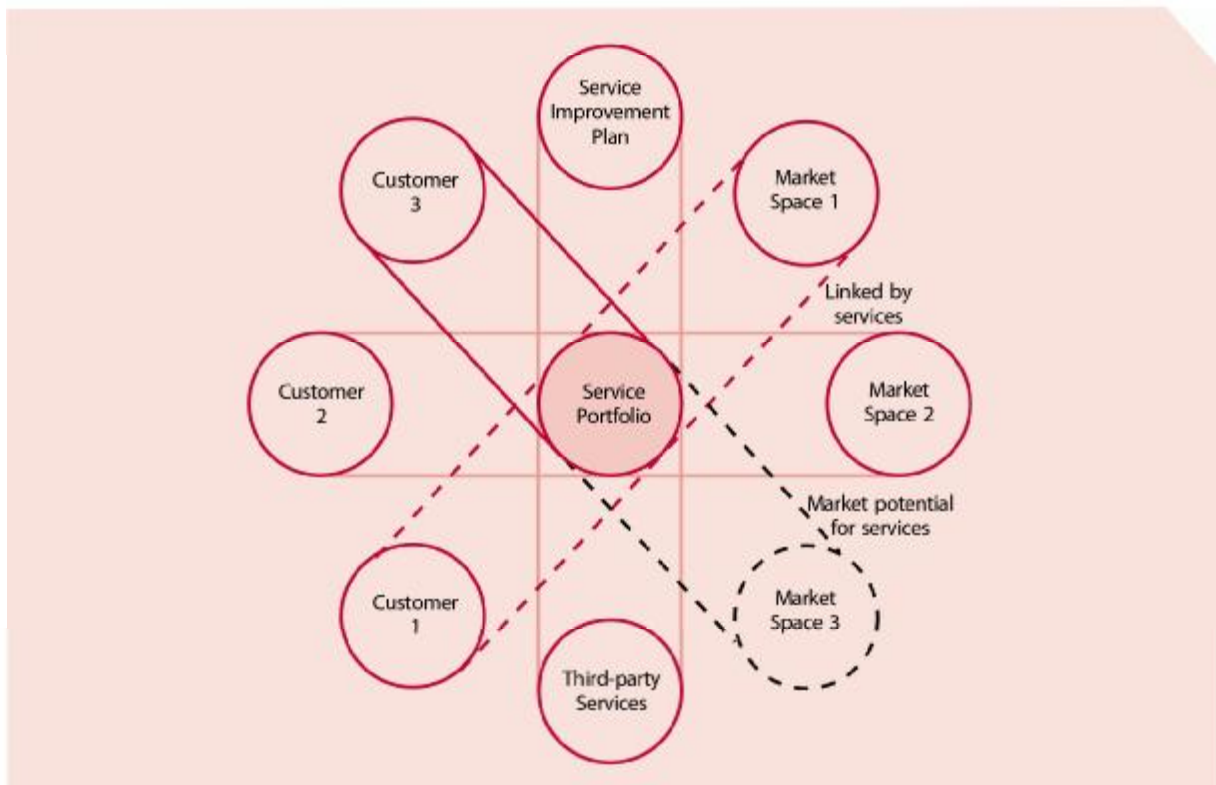 Service
Improvement
Plan
Customer
3
Market
Space 1
Linked by
services
Customer
2
Service
Portfolio
Market
Space 2
Market potential
for services
Customer
1
Market
Space 3
Third-party
Services